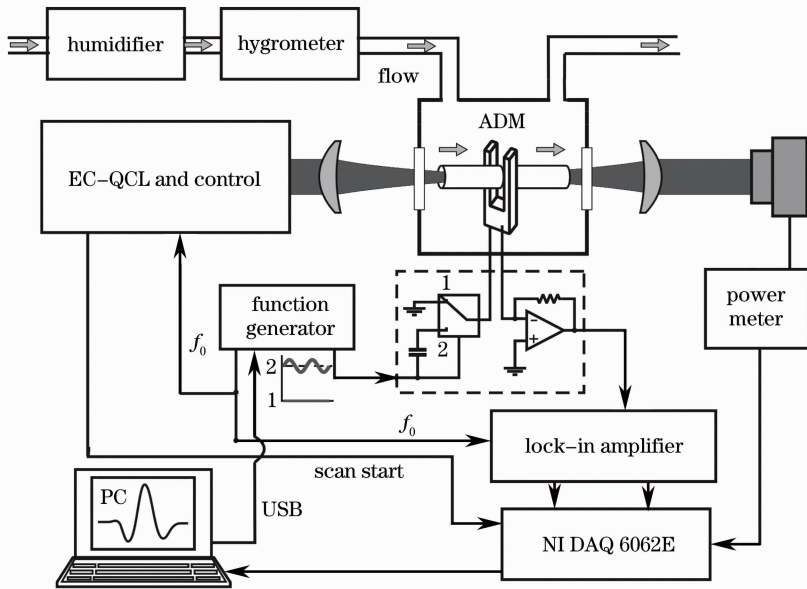 humidifier
hygrometer
flow
ADM
EC-QCL and control
function
generator
1
2
power
meter
f₀
2
1
f₀
lock-in amplifier
scan start
PC
USB
NI DAQ 6062E
−
+